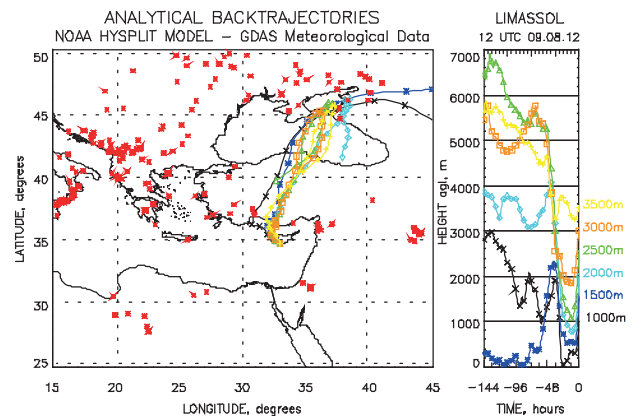 ANALYTICAL BACKTRAJECTORIES
NOAA HYSPLIT MODEL – GDAS Meteorological Data
LIMASSOL
12 UTC 09.08.12
LATITUDE, degrees
50
45
40
35
30
25
15 20 25 30 35 40 45
LONGITUDE, degrees
HEIGHT agl, m
7000
6000
5000
4000
3000
2000
1000
0
3500m
3000m
2500m
2000m
1500m
1000m
-144 -96 -48 0
TIME, hours